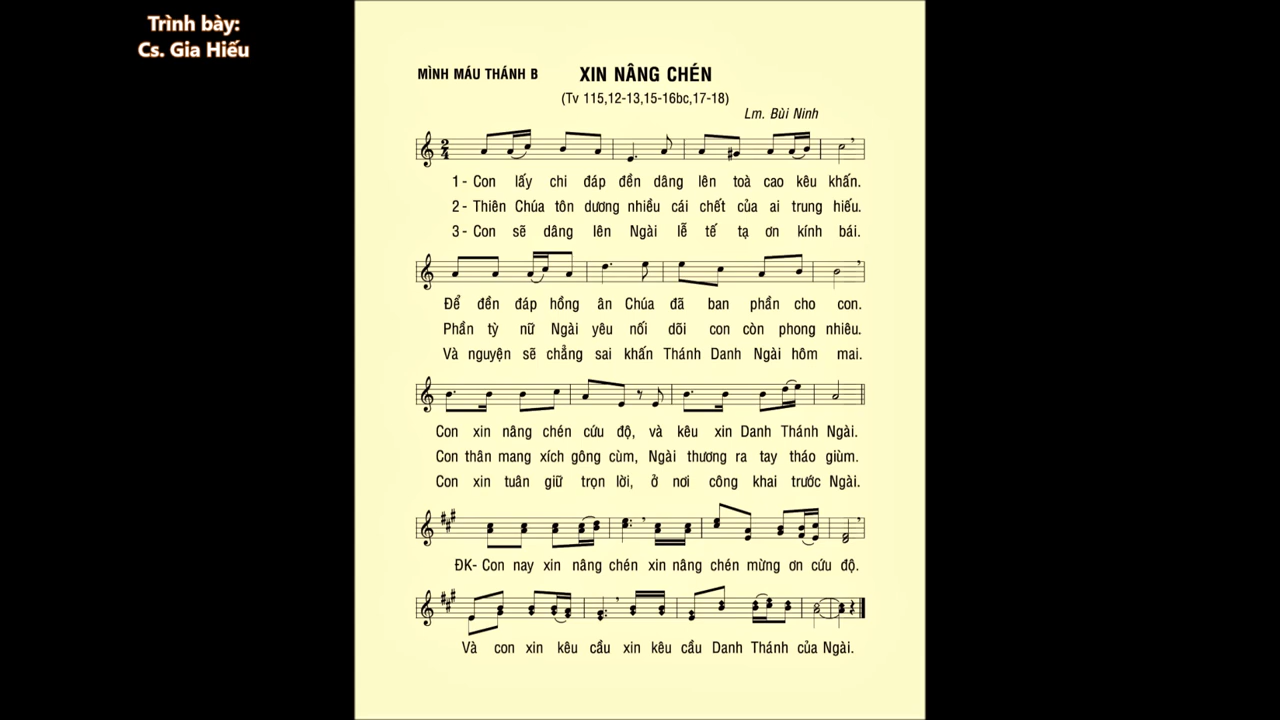 Trình bày:
Cs. Gia Hiếu
MÌNH MÁU THÁNH B
XIN NÂNG CHÉN
(Tv 115,12-13,15-16bc,17-18)
Lm. Bùi Ninh
1- Con lấy chi đáp đền dâng lên toà cao kêu khấn.
2- Thiên Chúa tôn dương nhiều cái chết của ai trung hiếu.
3- Con sẽ dâng lên Ngài lễ tế tạ ơn kính bái.
Để đền đáp hồng ân Chúa đã ban phần cho con.
Phần tỳ nữ Ngài yêu nối dõi con còn phong nhiêu.
Và nguyện sẽ chẳng sai khấn Thánh Danh Ngài hôm mai.
Con xin nâng chén cứu độ, và kêu xin Danh Thánh Ngài.
Con thân mang xích gông cùm, Ngài thương ra tay tháo giùm.
Con xin tuân giữ trọn lời, ở nơi công khai trước Ngài.
ĐK- Con nay xin nâng chén xin nâng chén mừng ơn cứu độ.
Và con xin kêu cầu xin kêu cầu Danh Thánh của Ngài.